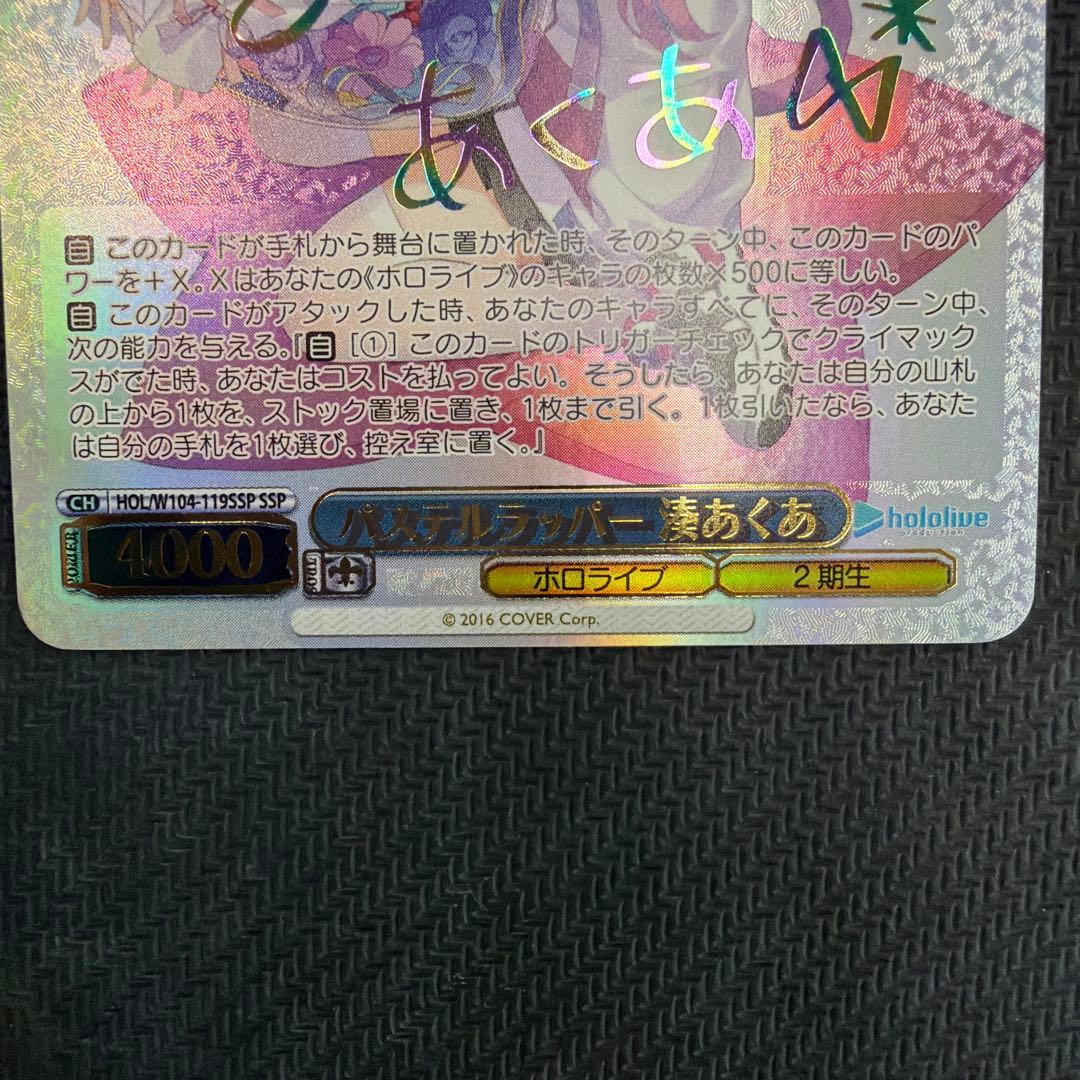 あくあ
自 このカードが手札から舞台に置かれた時、そのターン中、このカードのパ
ワーを+X。Xはあなたの《ホロライブ》のキャラの枚数×500に等しい。
自 このカードがアタックした時、あなたのキャラすべてに、そのターン中、
次の能力を与える。『自 [①] このカードのトリガーチェックでクライマック
スがでた時、あなたはコストを払ってよい。そうしたら、あなたは自分の山札
の上から1枚を、ストック置場に置き、1枚まで引く。1枚引いたなら、あなた
は自分の手札を1枚選び、控え室に置く。』
CH HOL/W104-119SSP SSP
パステルラッパー 湊あくあ
hololive
production
POWER
4000
ホロライブ
2期生
© 2016 COVER Corp.